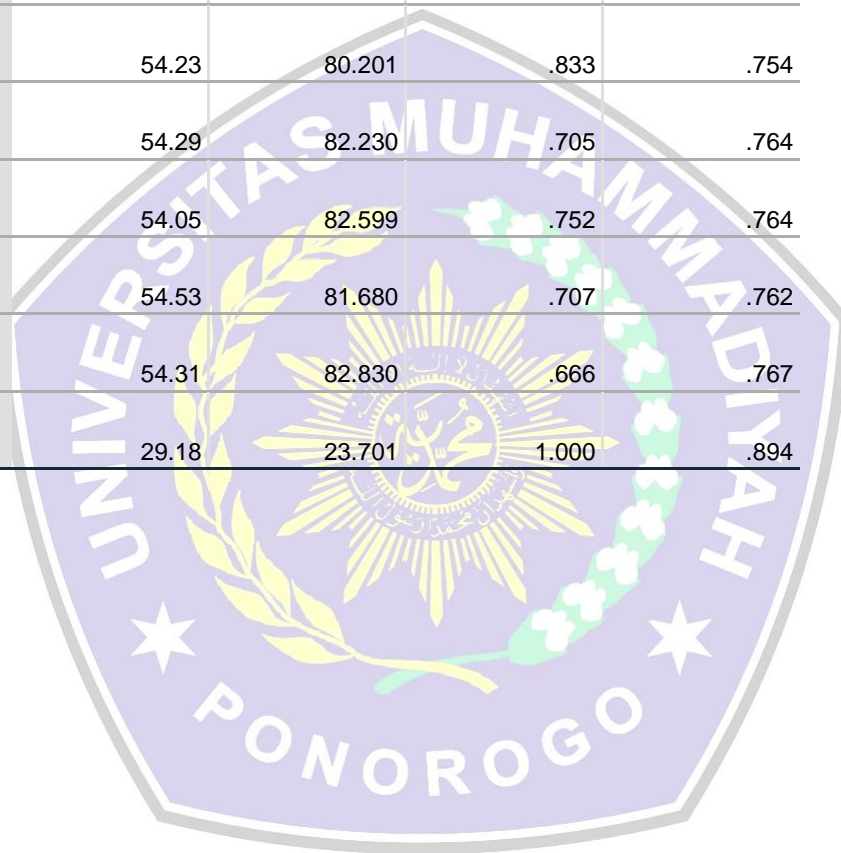 54.23 80.201 .833 .754
54.29 82.230 .705 .764
54.05 82.599 .752 .764
54.53 81.680 .707 .762
54.31 82.830 .666 .767
29.18 23.701 1.000 .894
UNIVERSITAS MUHAMMADIYAH
PONOROGO